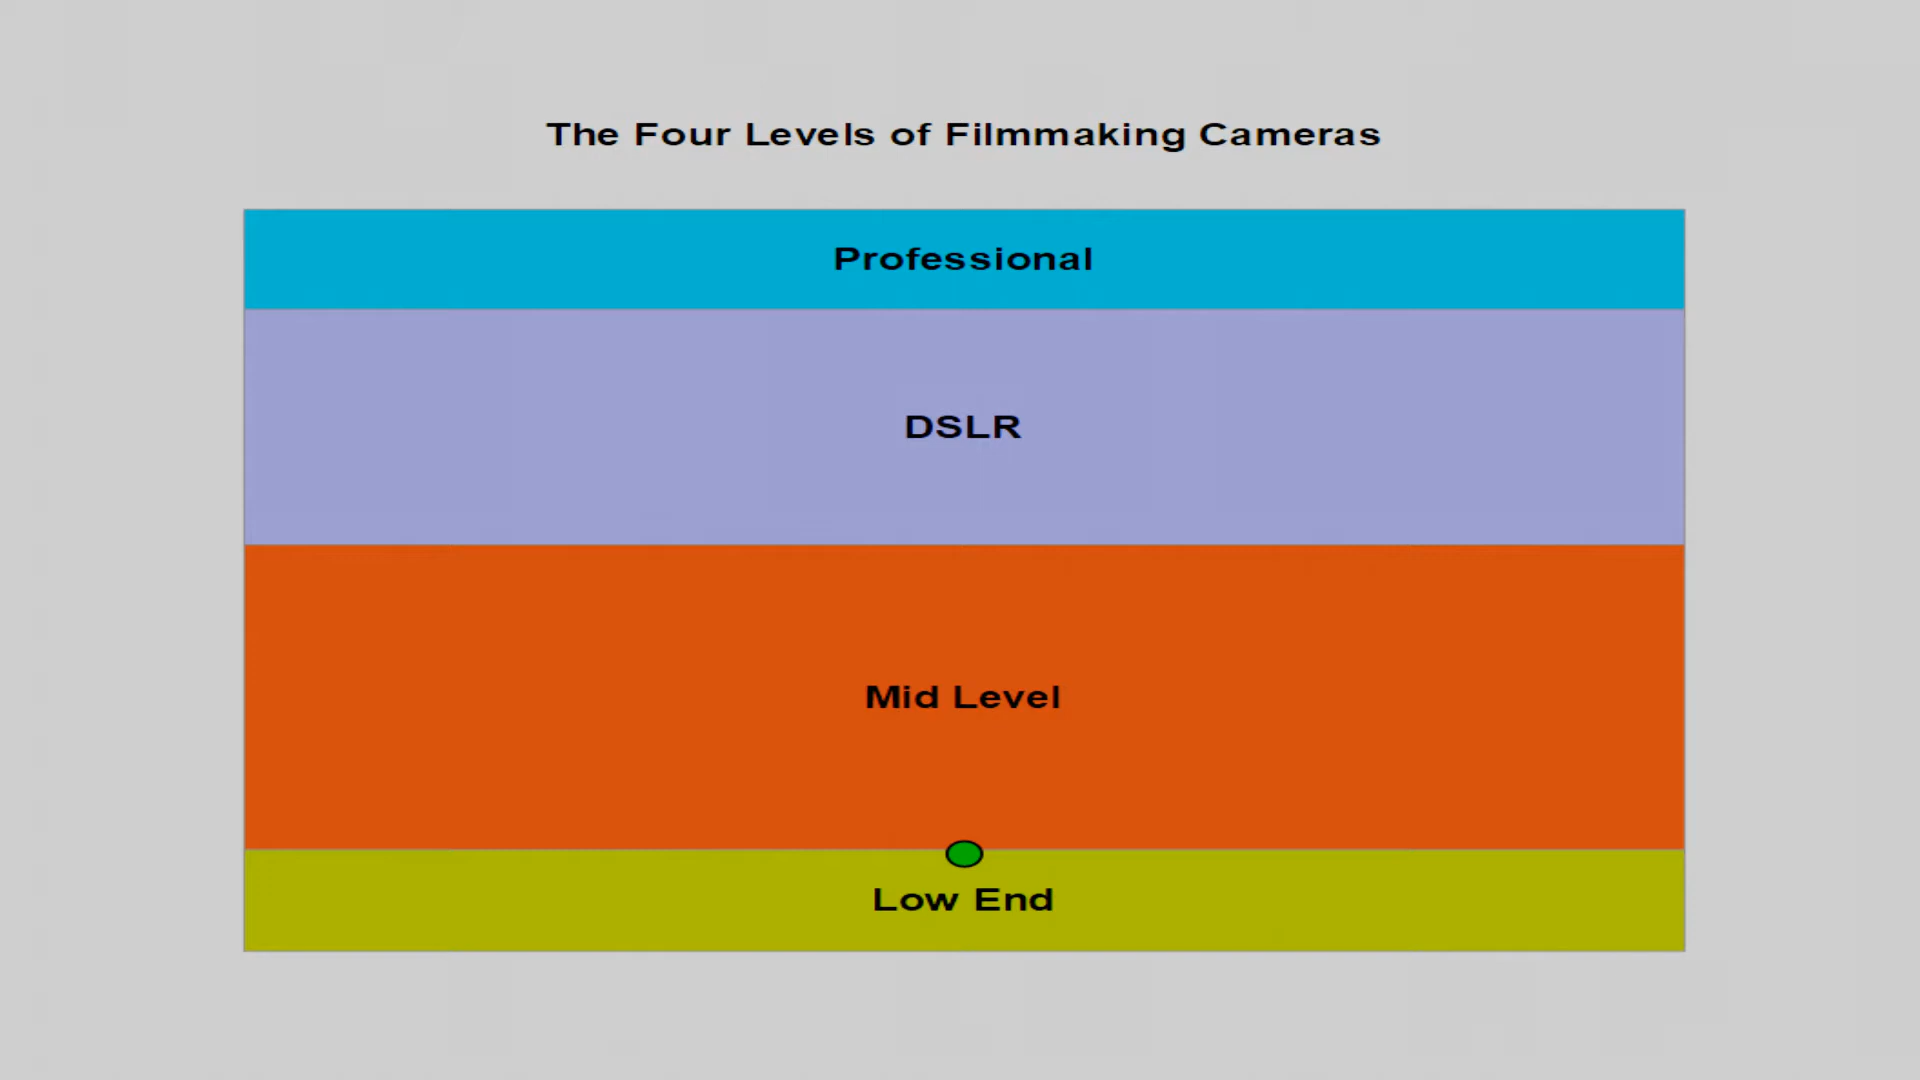 The Four Levels of Filmmaking Cameras
Professional
DSLR
Mid Level
Low End